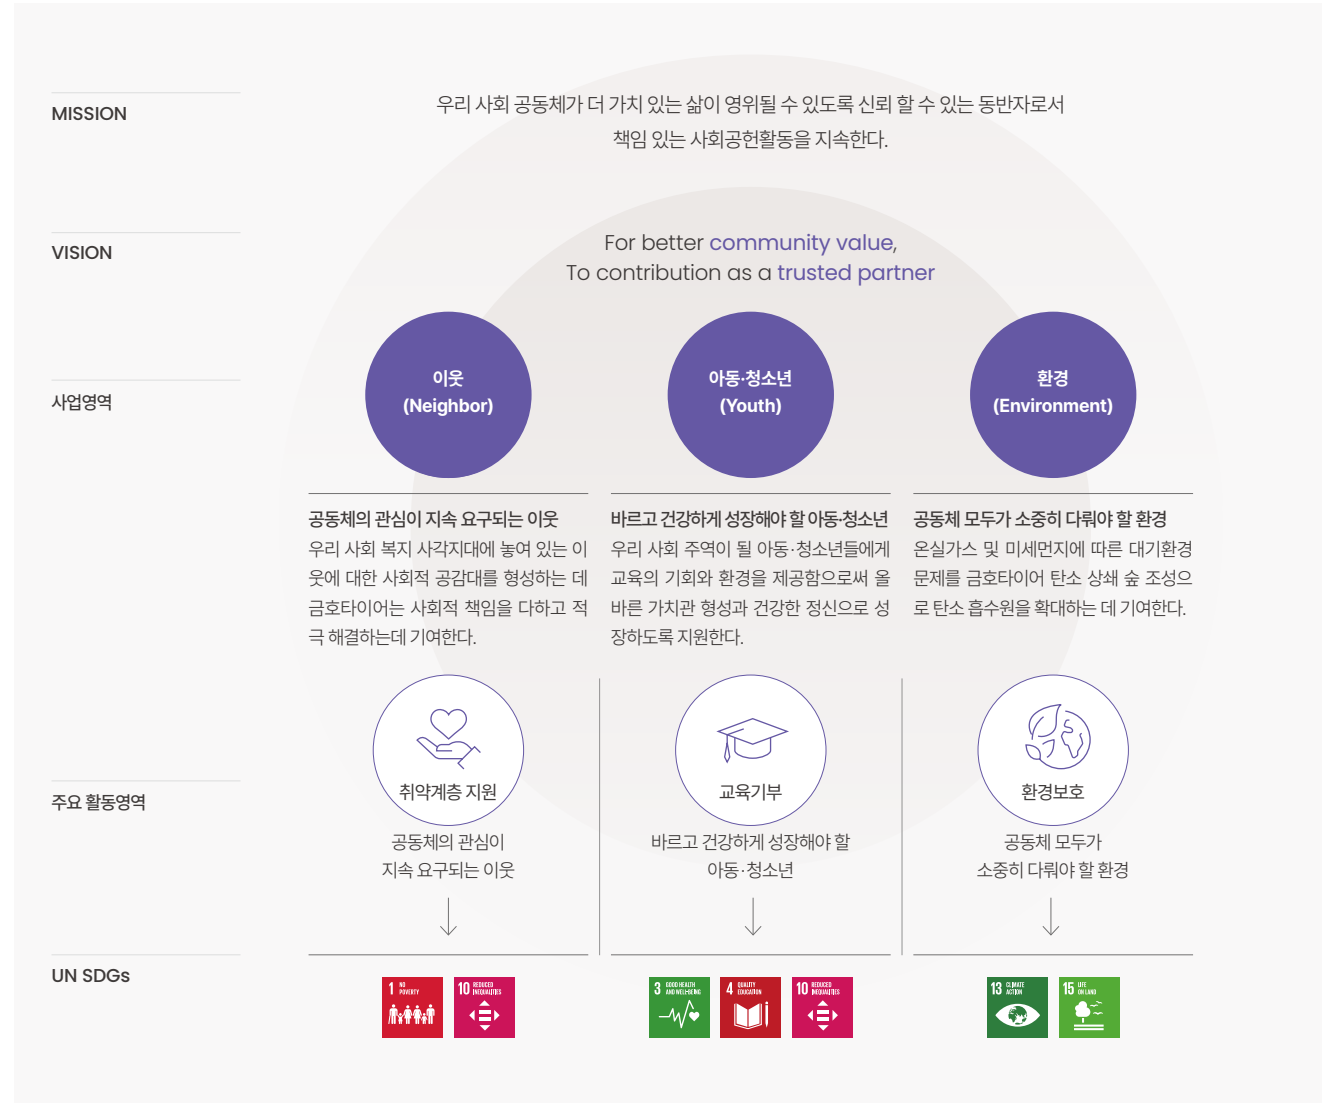 MISSION
우리 사회 공동체가 더 가치 있는 삶이 영위될 수 있도록 신뢰 할 수 있는 동반자로서
책임 있는 사회공헌활동을 지속한다.
VISION
For better community value,
To contribution as a trusted partner
사업영역
이웃
(Neighbor)
아동·청소년
(Youth)
환경
(Environment)
공동체의 관심이 지속 요구되는 이웃
우리 사회 복지 사각지대에 놓여 있는 이
웃에 대한 사회적 공감대를 형성하는 데
금호타이어는 사회적 책임을 다하고 적
극 해결하는데 기여한다.
바르고 건강하게 성장해야 할 아동·청소년
우리 사회 주역이 될 아동·청소년들에게
교육의 기회와 환경을 제공함으로써 올
바른 가치관 형성과 건강한 정신으로 성
장하도록 지원한다.
공동체 모두가 소중히 다뤄야 할 환경
온실가스 및 미세먼지에 따른 대기환경
문제를 금호타이어 탄소 상쇄 숲 조성으
로 탄소 흡수원을 확대하는 데 기여한다.
주요 활동영역
취약계층 지원
공동체의 관심이
지속 요구되는 이웃
교육기부
바르고 건강하게 성장해야 할
아동·청소년
환경보호
공동체 모두가
소중히 다뤄야 할 환경
UN SDGs
1 NO
POVERTY
10 REDUCED
INEQUALITIES
3 GOOD HEALTH
AND WELL-BEING
4 QUALITY
EDUCATION
10 REDUCED
INEQUALITIES
13 CLIMATE
ACTION
15 LIFE
ON LAND